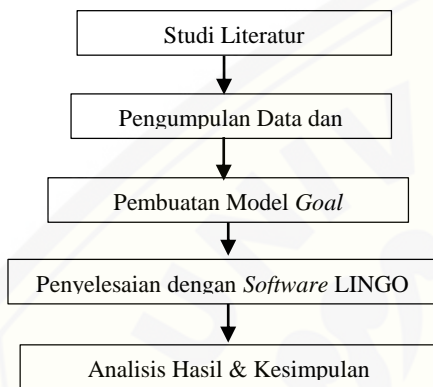 Studi Literatur
Pengumpulan Data dan
Pembuatan Model Goal
Penyelesaian dengan Software LINGO
Analisis Hasil & Kesimpulan